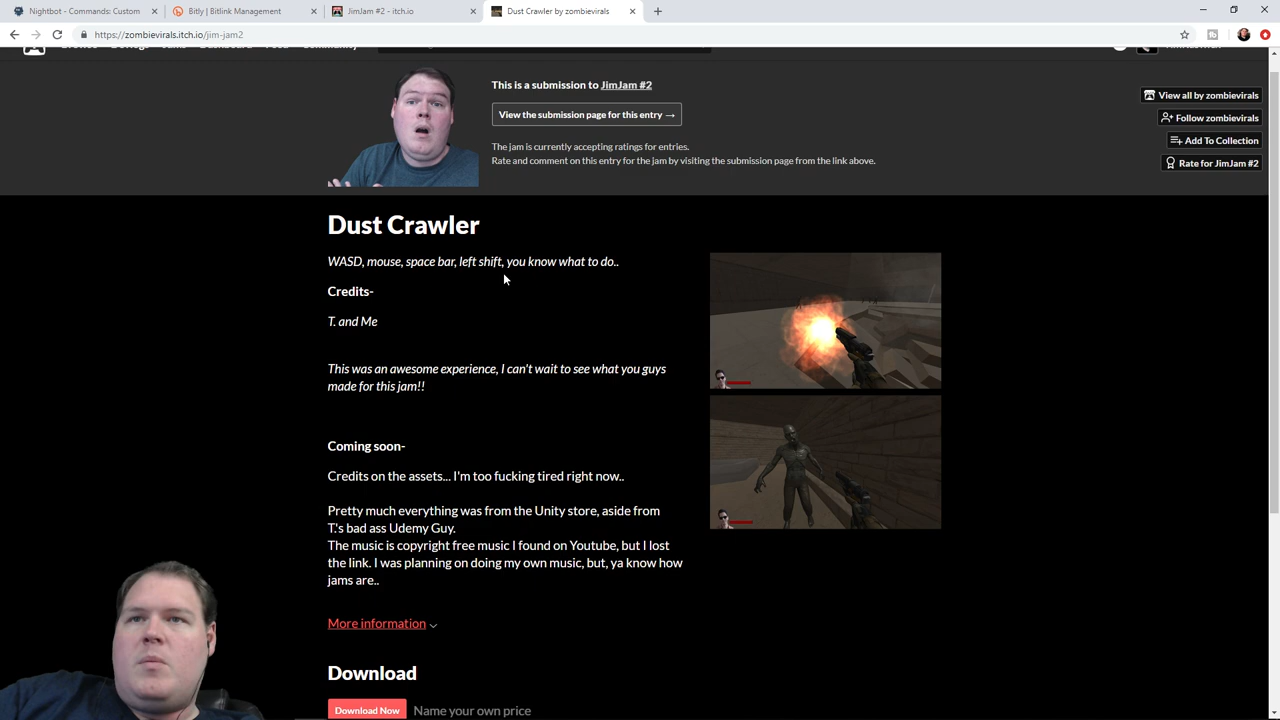 Nightbot - Commands: Custom
Bitly | Bitlink Management
JimJam #2 - itch.io
Dust Crawler by zombievirals
https://zombievirals.itch.io/jim-jam2
This is a submission to JimJam #2
View the submission page for this entry →
The jam is currently accepting ratings for entries.
Rate and comment on this entry for the jam by visiting the submission page from the link above.
View all by zombievirals
Follow zombievirals
Add To Collection
Rate for JimJam #2
Dust Crawler
WASD, mouse, space bar, left shift, you know what to do..
Credits-
T. and Me
This was an awesome experience, I can't wait to see what you guys
made for this jam!!
Coming soon-
Credits on the assets... I'm too fucking tired right now..
Pretty much everything was from the Unity store, aside from
T.'s bad ass Udemy Guy.
The music is copyright free music I found on Youtube, but I lost
the link. I was planning on doing my own music, but, ya know how
jams are..
More information
Download
Download Now
Name your own price